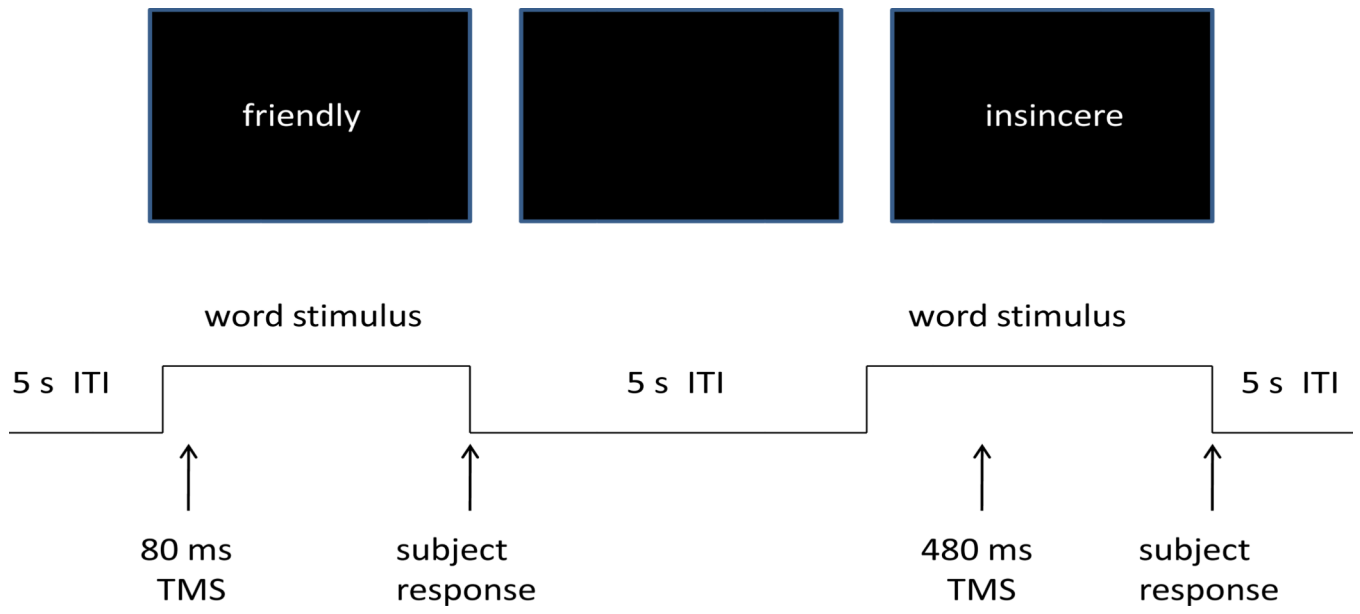 friendly
insincere
word stimulus
word stimulus
5 s ITI
5 s ITI
5 s ITI
80 ms
TMS
subject
response
480 ms
TMS
subject
response